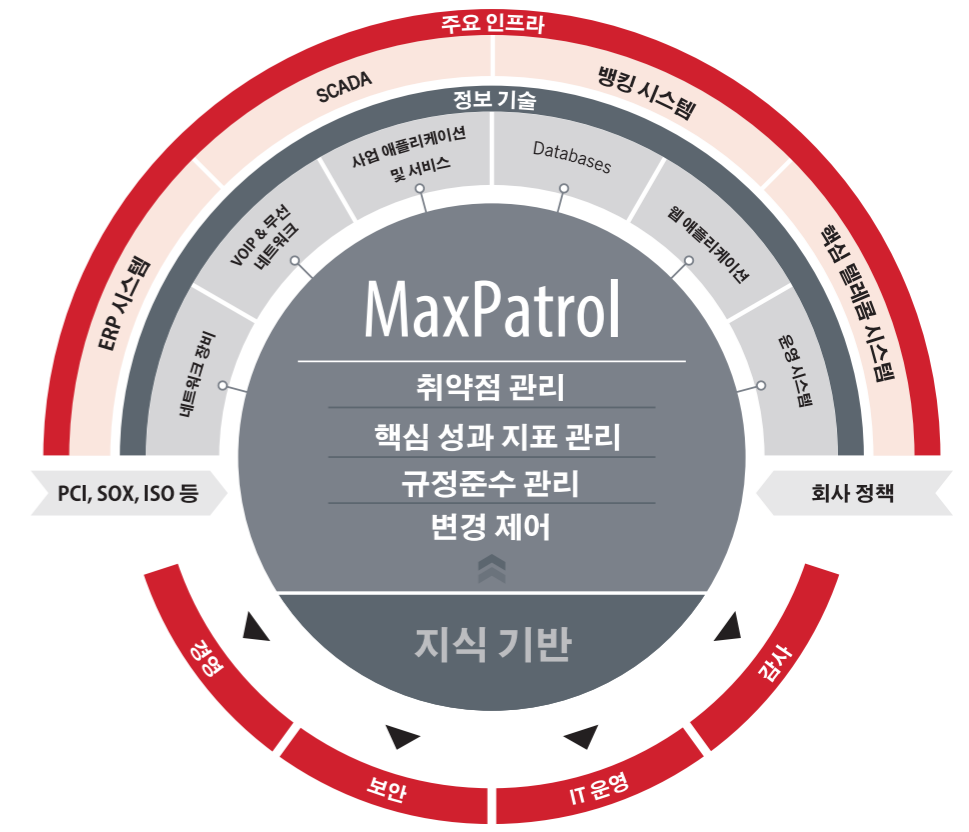 주요 인프라
SCADA
뱅킹 시스템
정보 기술
사업 애플리케이션
및 서비스
Databases
VOIP & 무선
네트워크
웹 애플리케이션
ERP 시스템
핵심 텔레콤 시스템
네트워크 장비
운영 시스템
MaxPatrol
취약점 관리
핵심 성과 지표 관리
규정준수 관리
변경 제어
PCI, SOX, ISO 등
회사 정책
지식 기반
경영
보안
IT 운영
감사